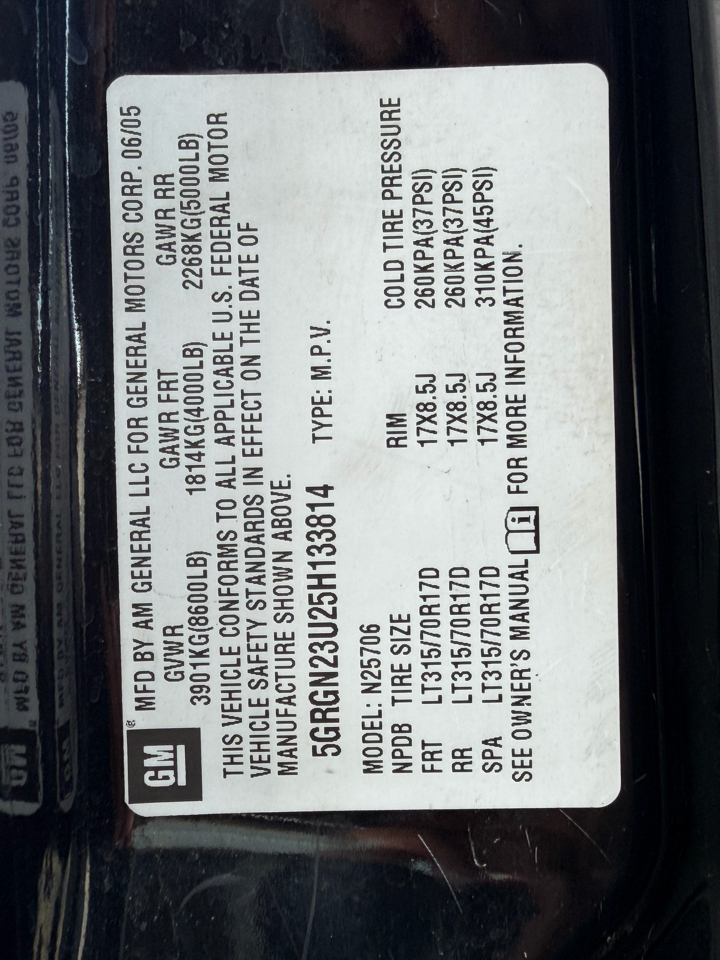 GM® MFD BY AM GENERAL LLC FOR GENERAL MOTORS CORP. 06/05
GVWR GAWR FRT GAWR RR
3901KG(8600LB) 1814KG(4000LB) 2268KG(5000LB)
THIS VEHICLE CONFORMS TO ALL APPLICABLE U.S. FEDERAL MOTOR
VEHICLE SAFETY STANDARDS IN EFFECT ON THE DATE OF
MANUFACTURE SHOWN ABOVE.
5GRGN23U25H133814 TYPE: M.P.V.
MODEL: N25706
NPDB TIRE SIZE RIM COLD TIRE PRESSURE
FRT LT315/70R17D 17X8.5J 260KPA(37PSI)
RR LT315/70R17D 17X8.5J 260KPA(37PSI)
SPA LT315/70R17D 17X8.5J 310KPA(45PSI)
SEE OWNER'S MANUAL FOR MORE INFORMATION.